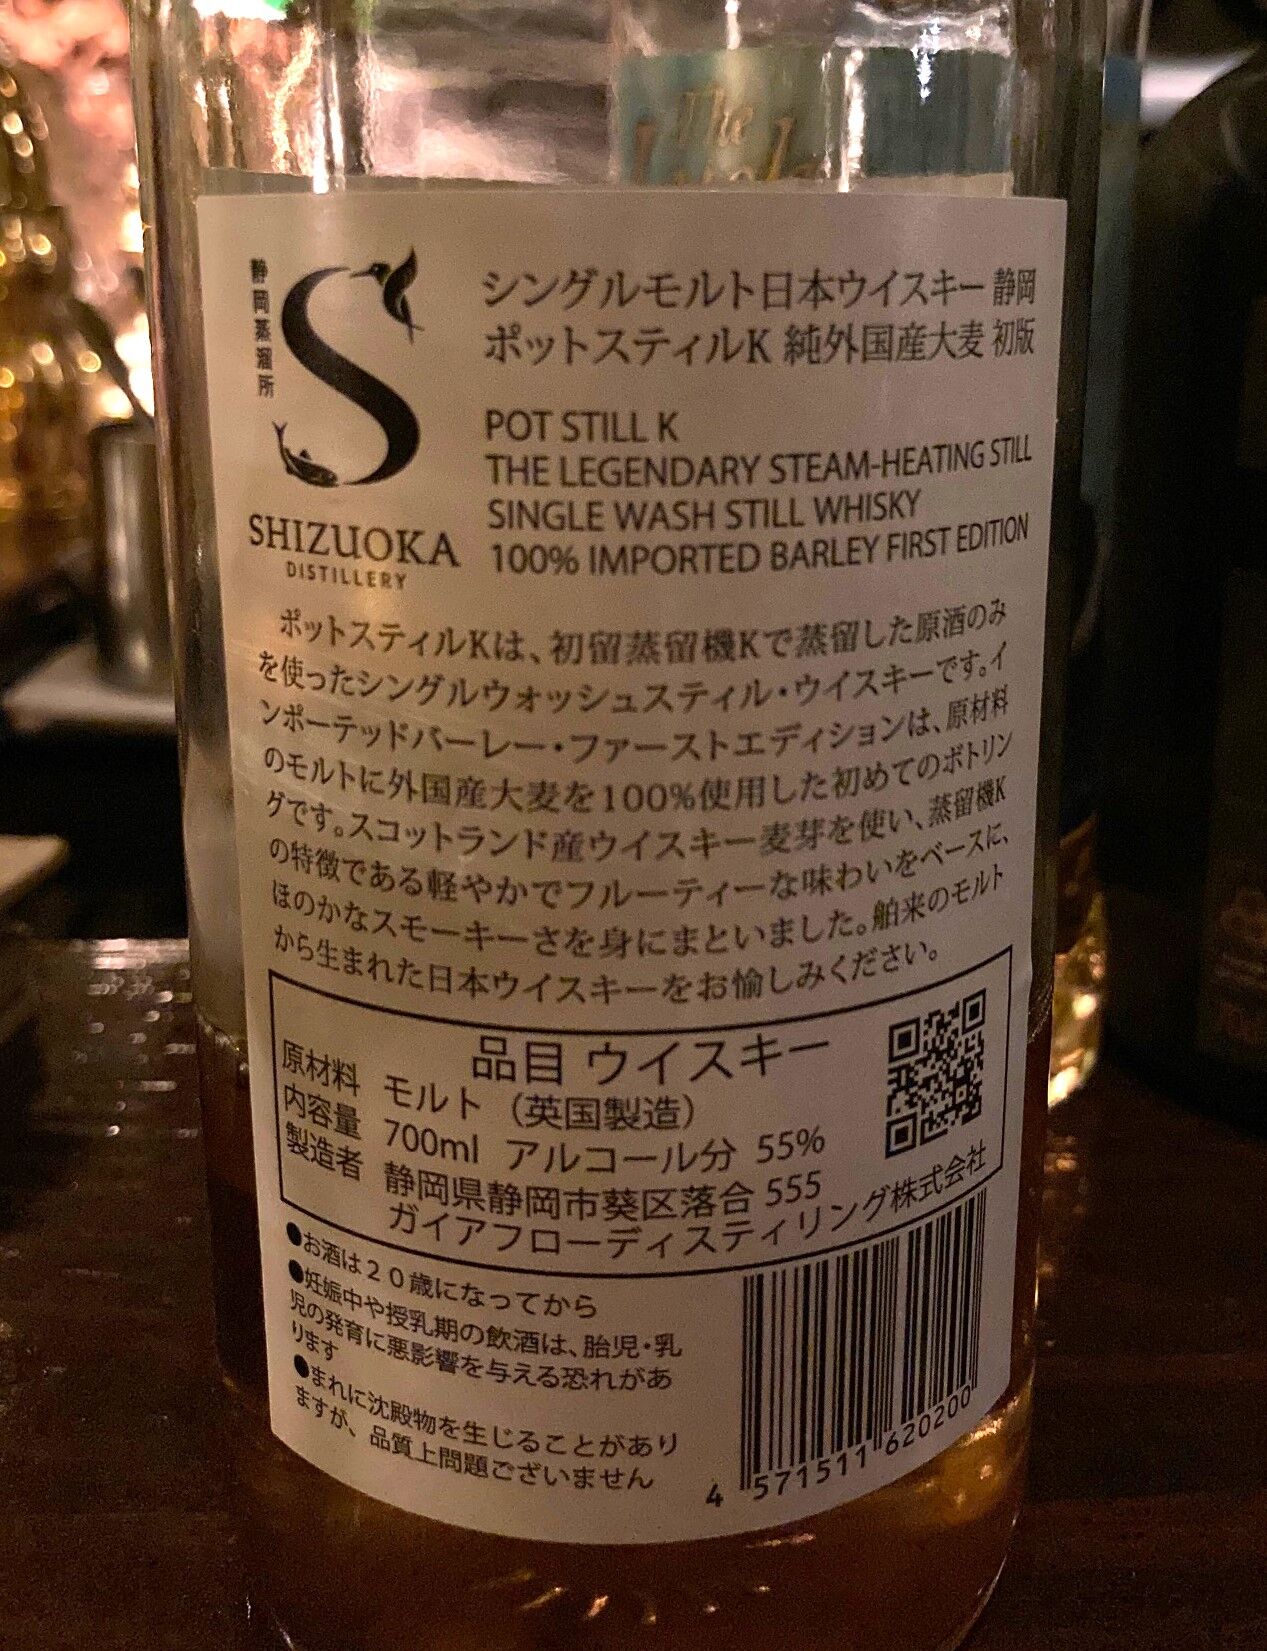 The
静岡蒸溜所
S
SHIZUOKA
DISTILLERY
シングルモルト日本ウイスキー 静岡
ポットスティルK 純外国産大麦 初版
POT STILL K
THE LEGENDARY STEAM-HEATING STILL
SINGLE WASH STILL WHISKY
100% IMPORTED BARLEY FIRST EDITION
ポットスティルKは、初留蒸留機Kで蒸留した原酒のみ
を使ったシングルウォッシュスティル・ウイスキーです。イ
ンポーテッドバーレー・ファーストエディションは、原材料
のモルトに外国産大麦を100%使用した初めてのボトリン
グです。スコットランド産ウイスキー麦芽を使い、蒸留機K
の特徴である軽やかでフルーティーな味わいをベースに、
ほのかなスモーキーさを身にまといました。舶来のモルト
から生まれた日本ウイスキーをお愉しみください。
品目 ウイスキー
原材料 モルト（英国製造）
内容量 700ml アルコール分 55%
製造者 静岡県静岡市葵区落合 555
ガイアフローディスティリング株式会社
●お酒は２０歳になってから
●妊娠中や授乳期の飲酒は、胎児・乳
児の発育に悪影響を与える恐れがあ
ります
●まれに沈殿物を生じることがあり
ますが、品質上問題ございません
4 571511 620200